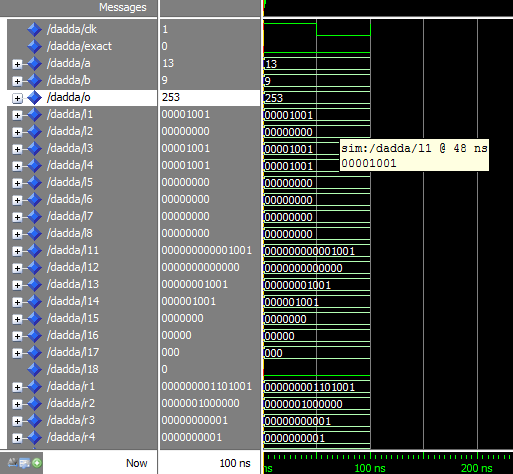 Messages
/dadda/clk 1
/dadda/exact 0
/dadda/a 13 13
/dadda/b 9 9
/dadda/o 253 253
/dadda/l1 00001001 00001001
/dadda/l2 00000000 00000000
/dadda/l3 00001001 00001001
sim:/dadda/l1 @ 48 ns
00001001
/dadda/l4 00001001 00001001
/dadda/l5 00000000 00000000
/dadda/l6 00000000 00000000
/dadda/l7 00000000 00000000
/dadda/l8 00000000 00000000
/dadda/l11 000000000001001 000000000001001
/dadda/l12 0000000000000 0000000000000
/dadda/l13 00000001001 00000001001
/dadda/l14 000001001 000001001
/dadda/l15 0000000 0000000
/dadda/l16 00000 00000
/dadda/l17 000 000
/dadda/l18 0
/dadda/r1 000000001101001 000000001101001
/dadda/r2 0000001000000 0000001000000
/dadda/r3 00000000001 00000000001
/dadda/r4 0000000001 0000000001
Now 100 ns ns 100 ns 200 ns